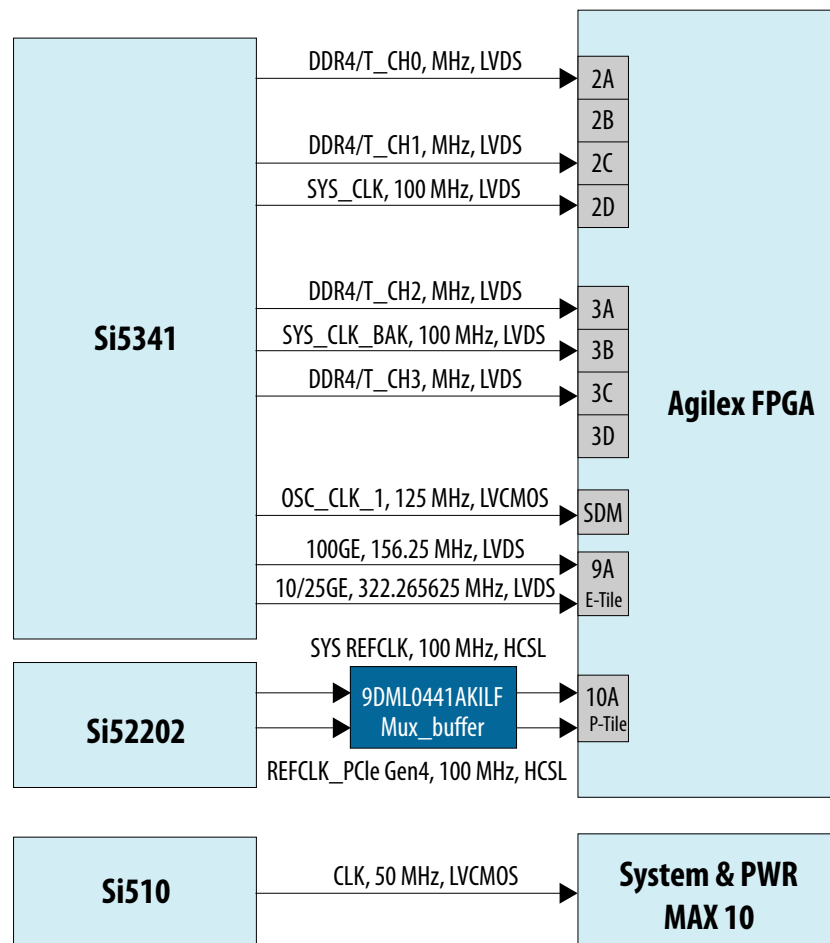 DDR4/T_CH0, MHz, LVDS
2A
2B
DDR4/T_CH1, MHz, LVDS
2C
SYS_CLK, 100 MHz, LVDS
2D
DDR4/T_CH2, MHz, LVDS
3A
Si5341
SYS_CLK_BAK, 100 MHz, LVDS
3B
DDR4/T_CH3, MHz, LVDS
3C
Agilex FPGA
3D
OSC_CLK_1, 125 MHz, LVCMOS
SDM
100GE, 156.25 MHz, LVDS
9A
10/25GE, 322.265625 MHz, LVDS
E-Tile
SYS REFCLK, 100 MHz, HCSL
9DML0441AKILF
10A
Si52202
Mux_buffer
P-Tile
REFCLK_PCle Gen4, 100 MHz, HCSL
Si510
CLK, 50 MHz, LVCMOS
System & PWR
MAX 10